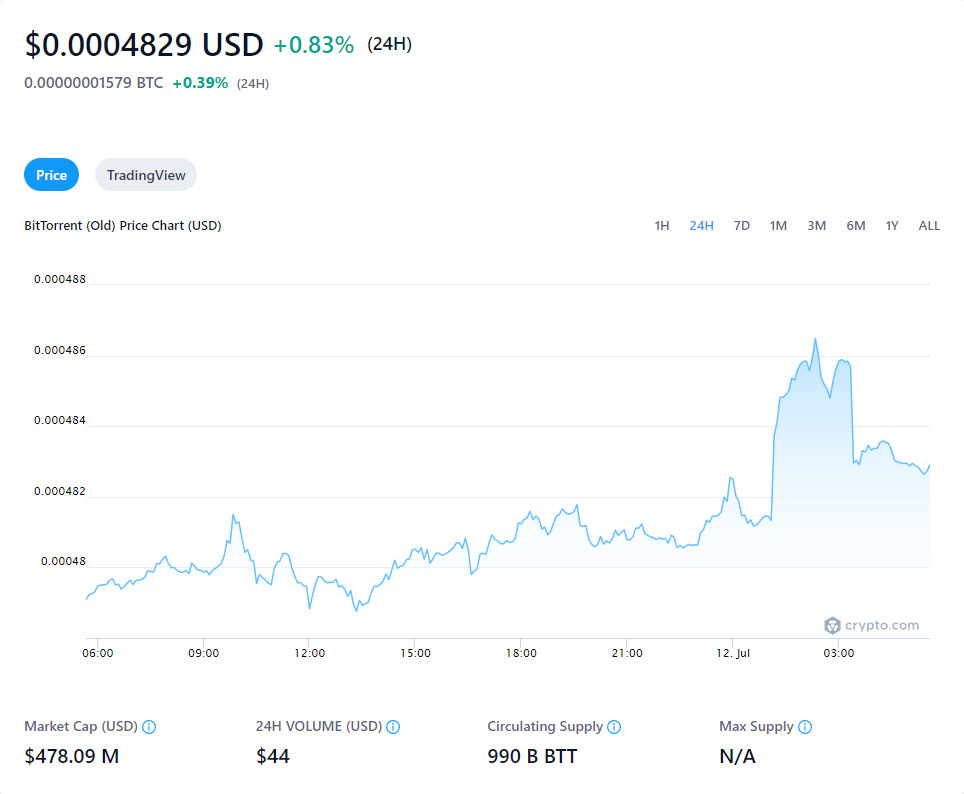 $0.0004829 USD +0.83% (24H)
0.00000001579 BTC +0.39% (24H)
Price TradingView
BitTorrent (Old) Price Chart (USD) 1H 24H 7D 1M 3M 6M 1Y ALL
0.000488
0.000486
0.000484
0.000482
0.00048
crypto.com
06:00 09:00 12:00 15:00 18:00 21:00 12. Jul 03:00
Market Cap (USD) 24H VOLUME (USD) Circulating Supply Max Supply
$478.09 M $44 990 B BTT N/A